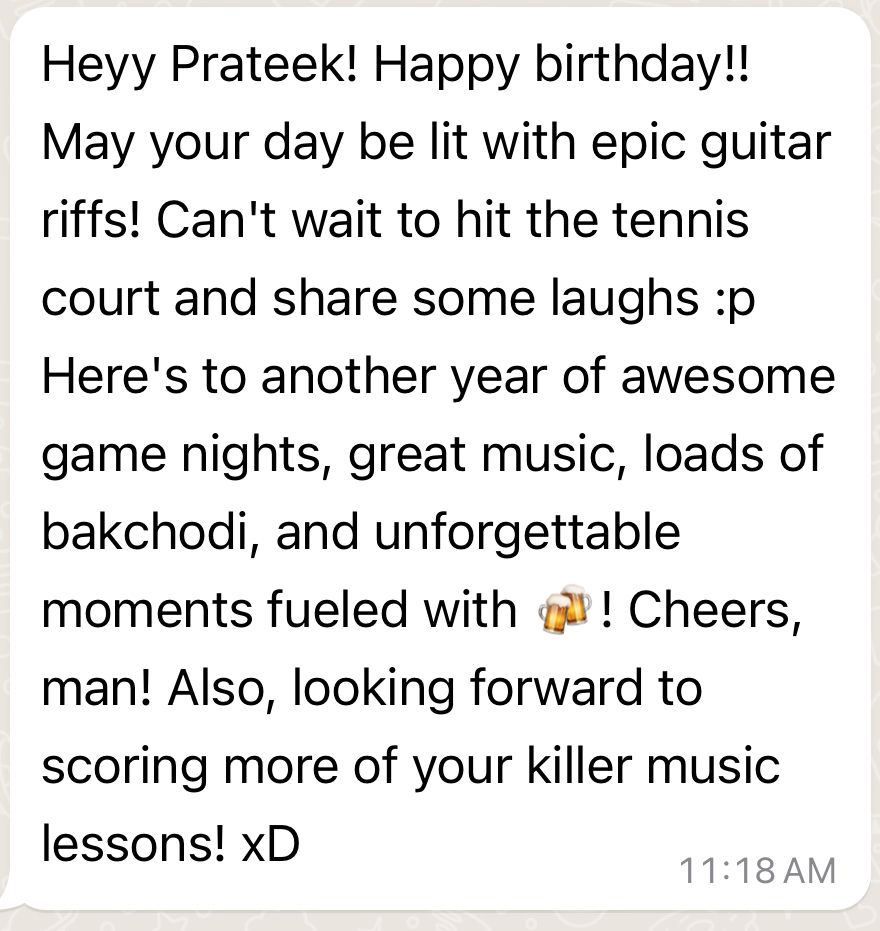 Heyy Prateek! Happy birthday!!
May your day be lit with epic guitar
riffs! Can't wait to hit the tennis
court and share some laughs :p
Here's to another year of awesome
game nights, great music, loads of
bakchodi, and unforgettable
moments fueled with 🍻! Cheers,
man! Also, looking forward to
scoring more of your killer music
lessons! xD
11:18 AM